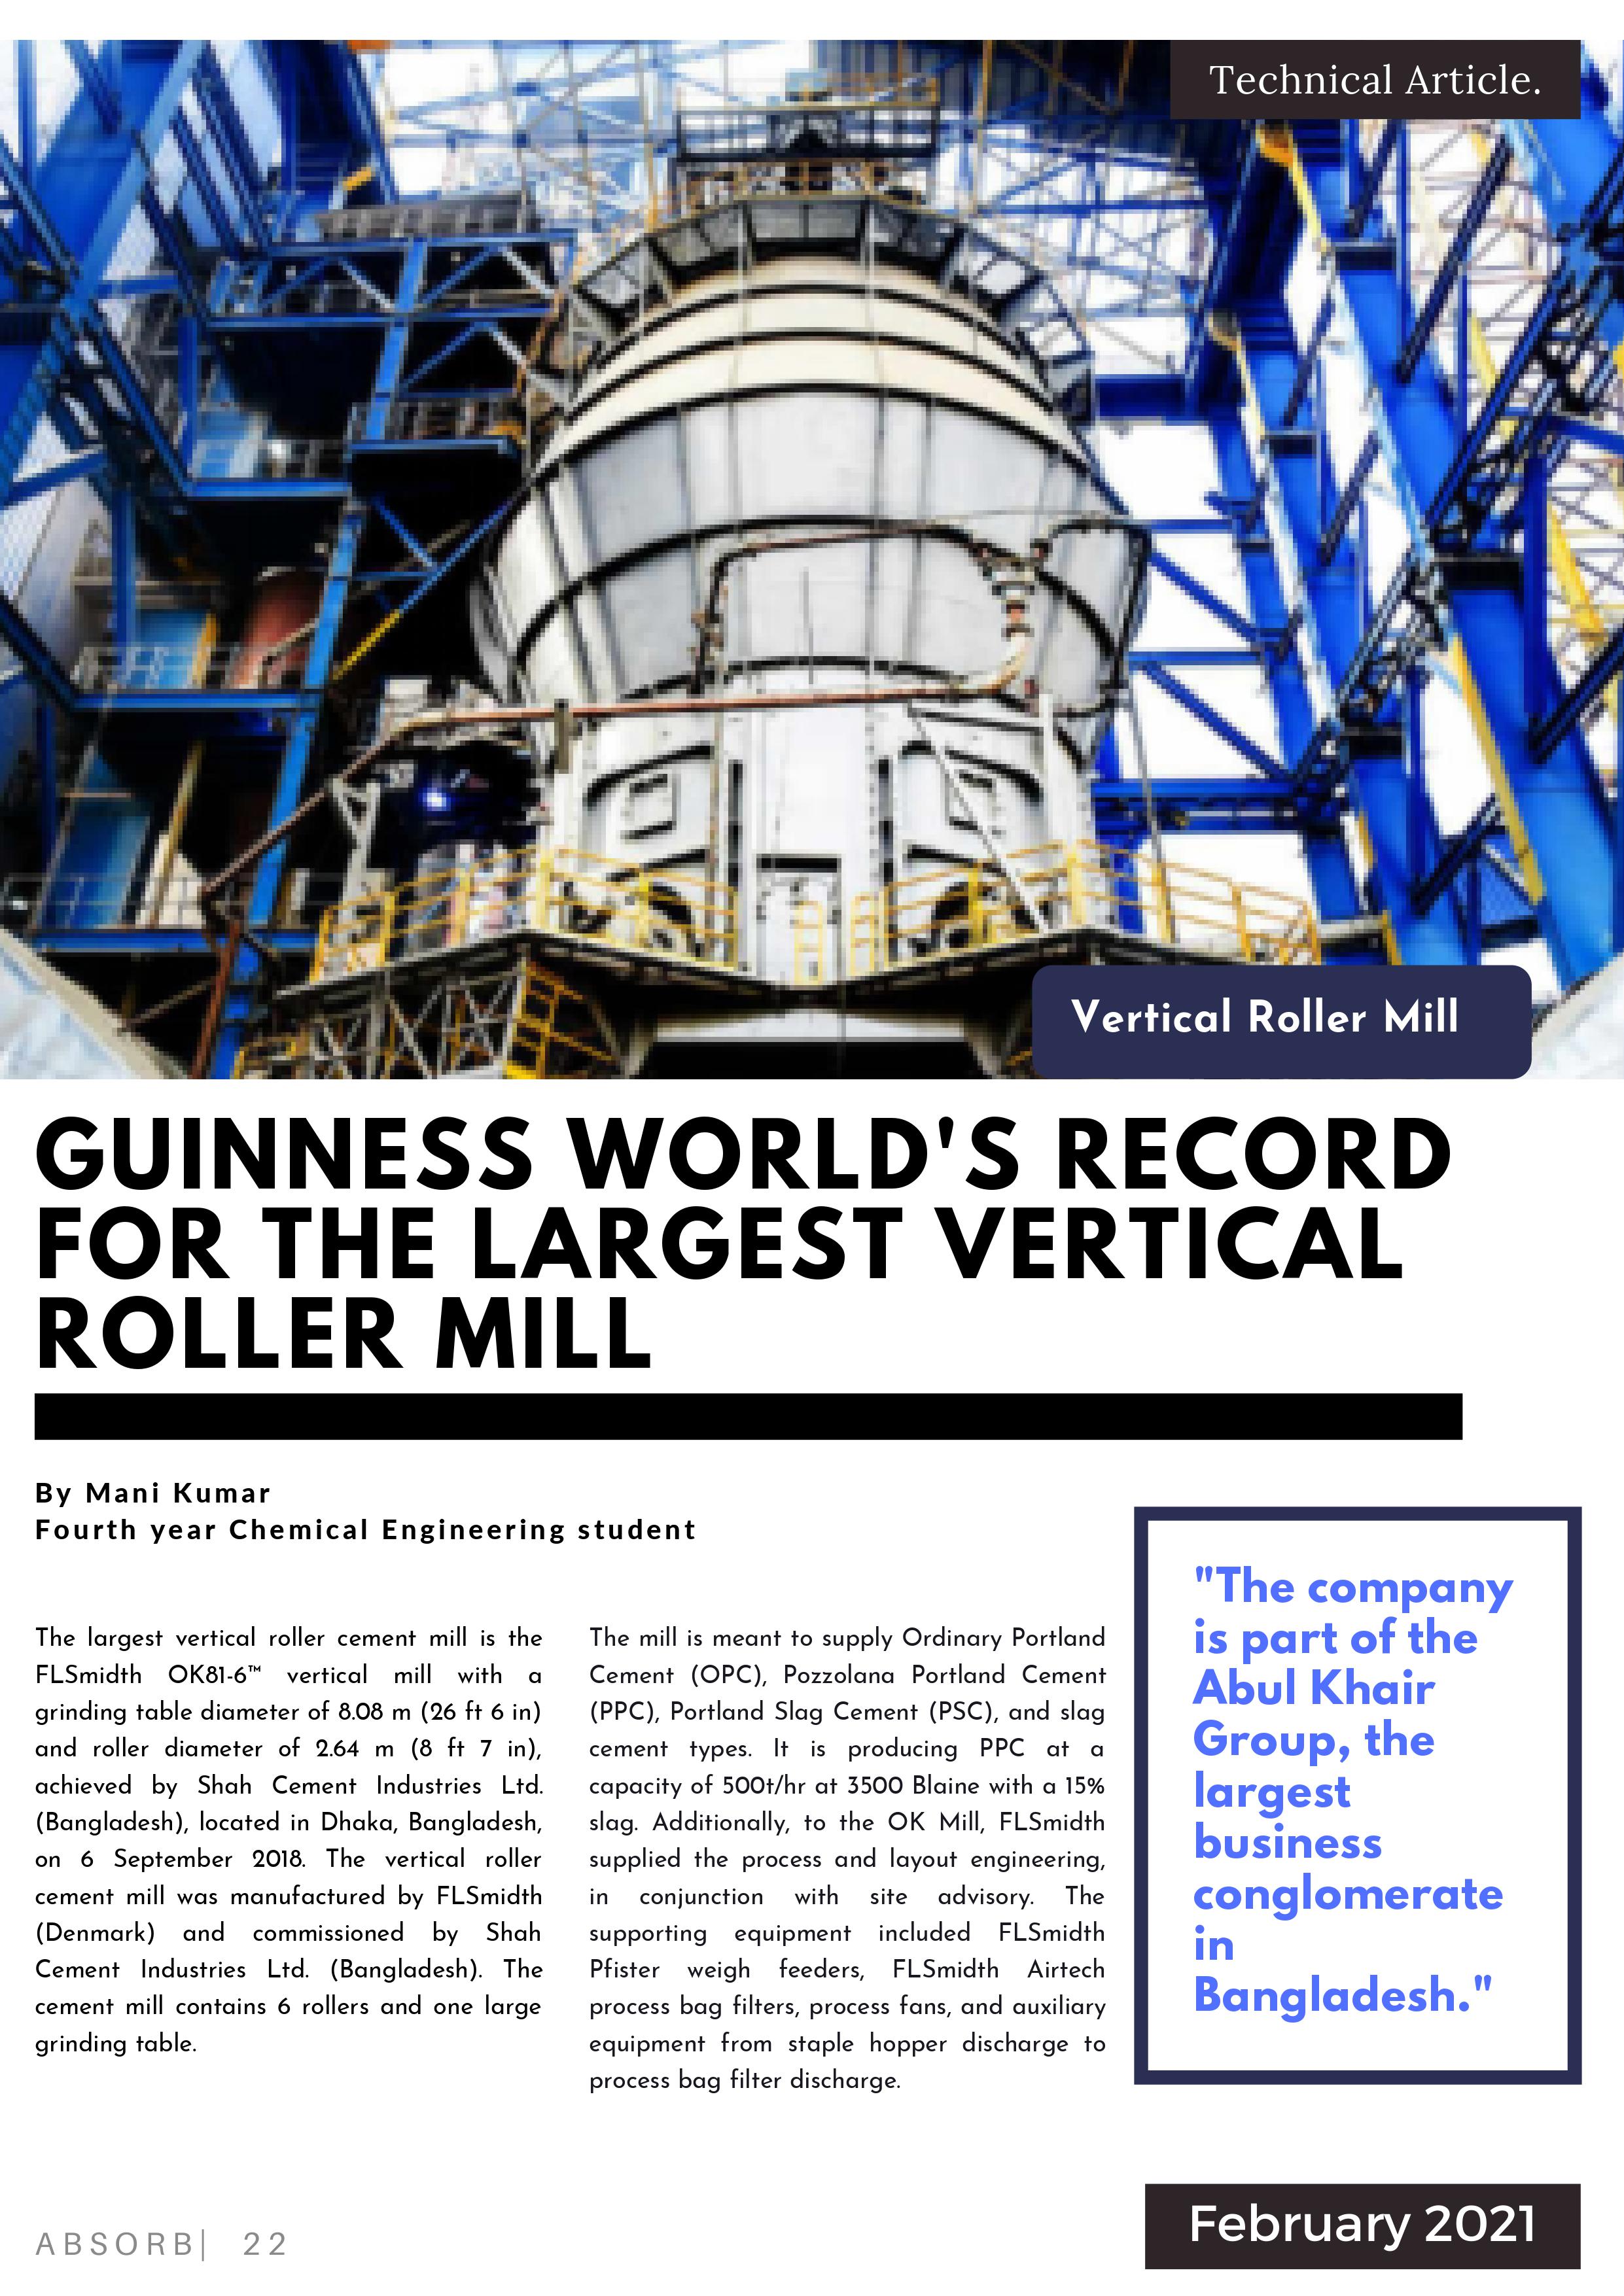 Technical Article.
Vertical Roller Mill
GUINNESS WORLD'S RECORD
FOR THE LARGEST VERTICAL
ROLLER MILL
By Mani Kumar
Fourth year Chemical Engineering student
The largest vertical roller cement mill is the
FLSmidth OK81-6™ vertical mill with a
grinding table diameter of 8.08 m (26 ft 6 in)
and roller diameter of 2.64 m (8 ft 7 in),
achieved by Shah Cement Industries Ltd.
(Bangladesh), located in Dhaka, Bangladesh,
on 6 September 2018. The vertical roller
cement mill was manufactured by FLSmidth
(Denmark) and commissioned by Shah
Cement Industries Ltd. (Bangladesh). The
cement mill contains 6 rollers and one large
grinding table.
The mill is meant to supply Ordinary Portland
Cement (OPC), Pozzolana Portland Cement
(PPC), Portland Slag Cement (PSC), and slag
cement types. It is producing PPC at a
capacity of 500t/hr at 3500 Blaine with a 15%
slag. Additionally, to the OK Mill, FLSmidth
supplied the process and layout engineering,
in conjunction with site advisory. The
supporting equipment included FLSmidth
Pfister weigh feeders, FLSmidth Airtech
process bag filters, process fans, and auxiliary
equipment from staple hopper discharge to
process bag filter discharge.
"The company
is part of the
Abul Khair
Group, the
largest
business
conglomerate
in
Bangladesh."
ABSORB| 22
February 2021